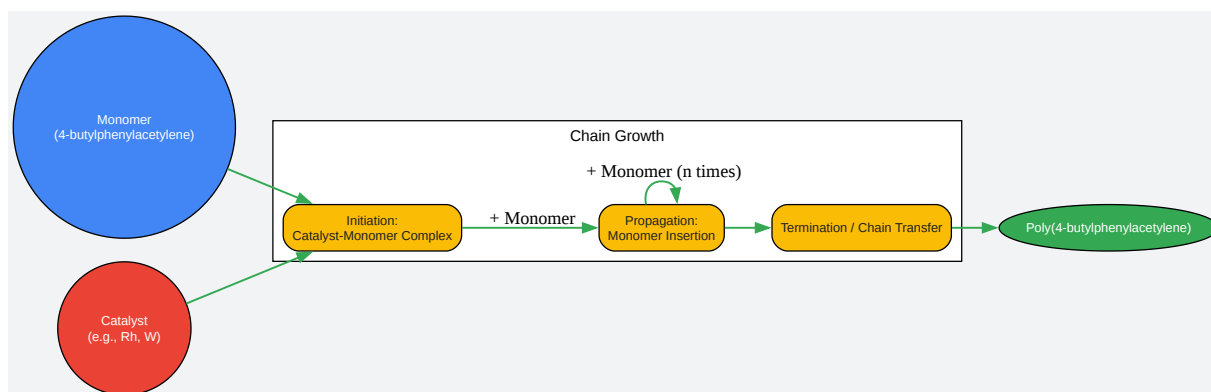 Monomer
(4-butylphenylacetylene)
Chain Growth
+ Monomer (n times)
Initiation:
Catalyst-Monomer Complex
+ Monomer
Propagation:
Monomer Insertion
Termination / Chain Transfer
Poly(4-butylphenylacetylene)
Catalyst
(e.g., Rh, W)